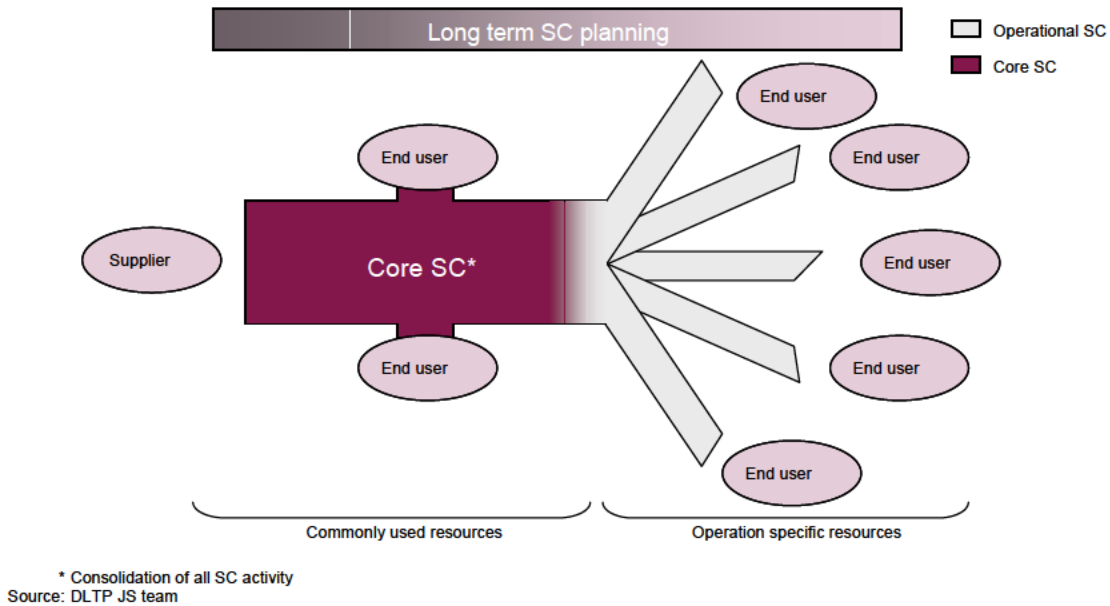 Long term SC planning
Operational SC
Core SC
End user
End user
End user
Supplier
Core SC*
End user
End user
End user
End user
Commonly used resources
Operation specific resources
* Consolidation of all SC activity
Source: DLTP JS team